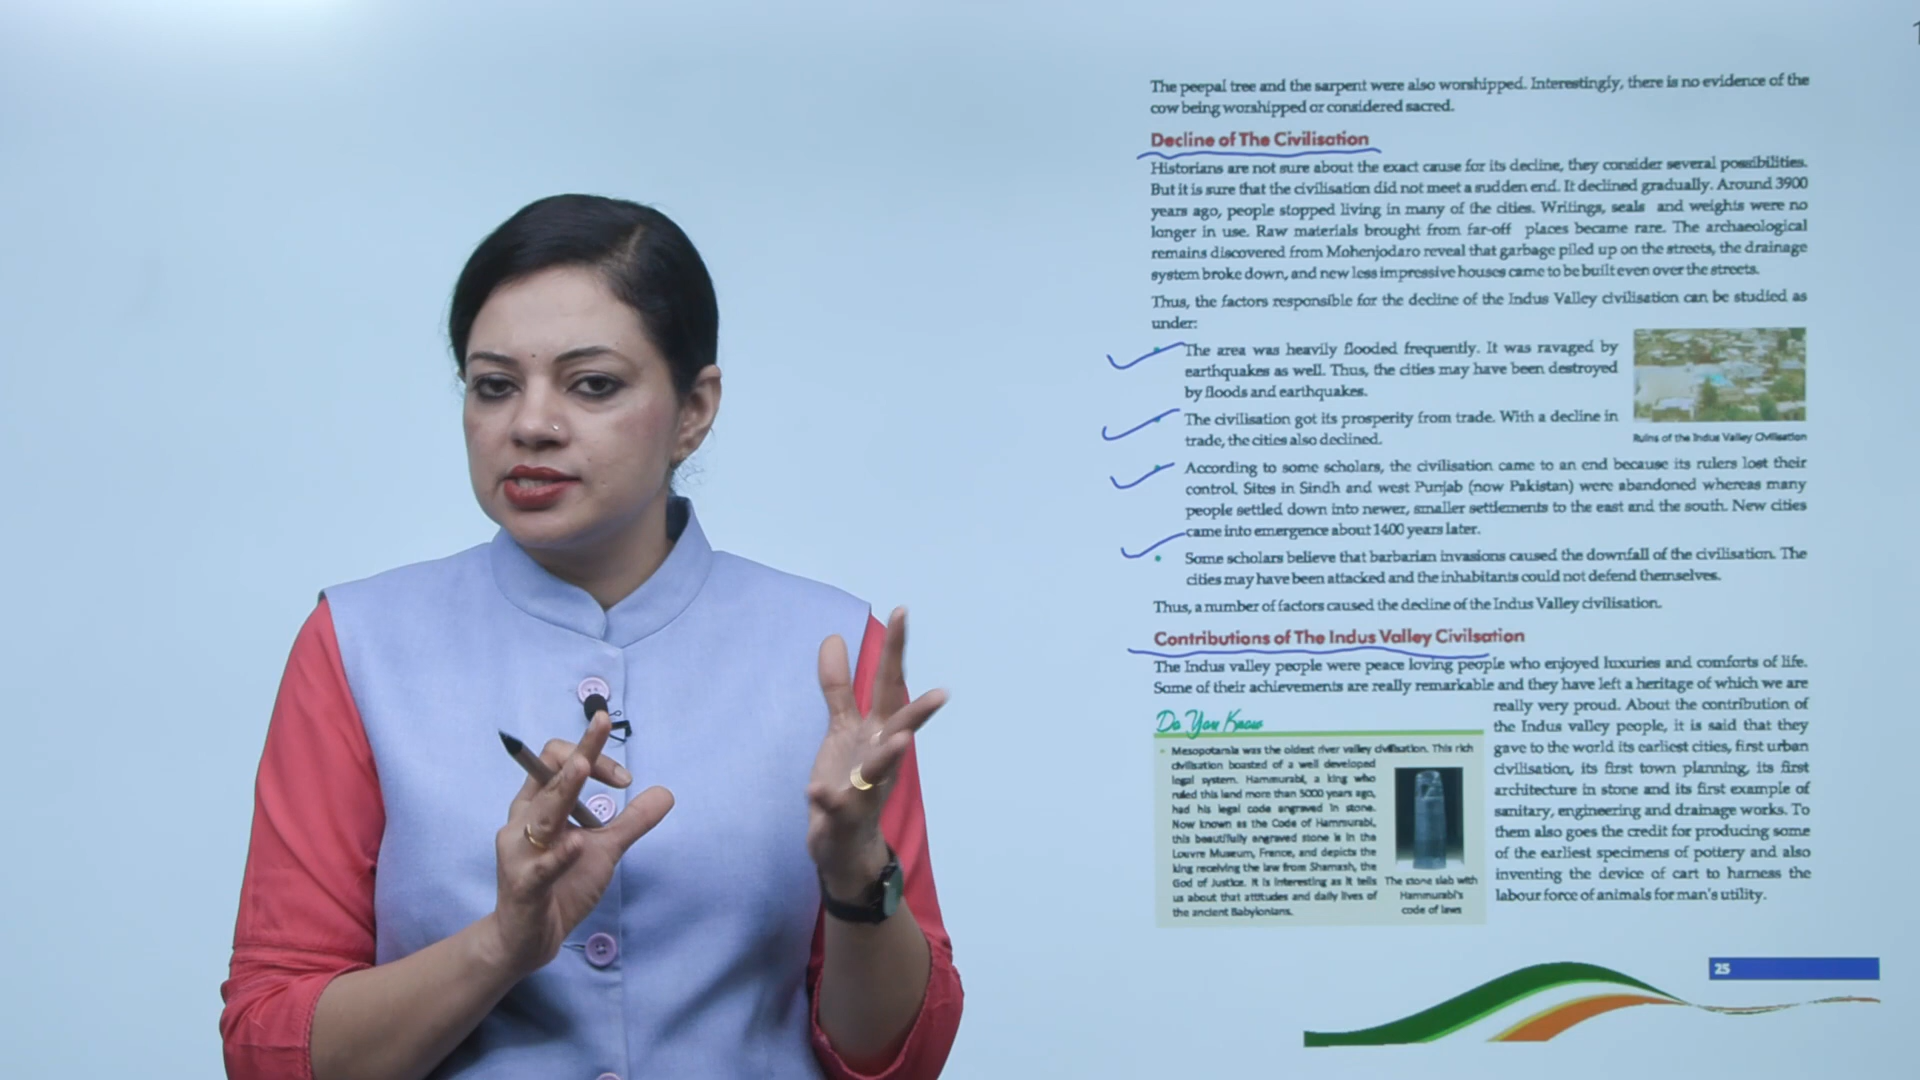 The peepal tree and the sarpent were also worshipped. Interestingly, there is no evidence of the
cow being worshipped or considered sacred.
Decline of The Civilisation
Historians are not sure about the exact cause for its decline, they consider several possibilities.
But it is sure that the civilisation did not meet a sudden end. It declined gradually. Around 3900
years ago, people stopped living in many of the cities. Writings, seals and weights were no
longer in use. Raw materials brought from far-off places became rare. The archaeological
remains discovered from Mohenjodaro reveal that garbage piled up on the streets, the drainage
system broke down, and new less impressive houses came to be built even over the streets.
Thus, the factors responsible for the decline of the Indus Valley civilisation can be studied as
under:
The area was heavily flooded frequently. It was ravaged by
earthquakes as well. Thus, the cities may have been destroyed
by floods and earthquakes.
The civilisation got its prosperity from trade. With a decline in
trade, the cities also declined.
Ruins of the Indus Valley Civilisation
According to some scholars, the civilisation came to an end because its rulers lost their
control. Sites in Sindh and west Punjab (now Pakistan) were abandoned whereas many
people settled down into newer, smaller settlements to the east and the south. New cities
came into emergence about 1400 years later.
• Some scholars believe that barbarian invasions caused the downfall of the civilisation. The
cities may have been attacked and the inhabitants could not defend themselves.
Thus, a number of factors caused the decline of the Indus Valley civilisation.
Contributions of The Indus Valley Civilsation
The Indus valley people were peace loving people who enjoyed luxuries and comforts of life.
Some of their achievements are really remarkable and they have left a heritage of which we are
really very proud. About the contribution of
the Indus valley people, it is said that they
gave to the world its earliest cities, first urban
civilisation, its first town planning, its first
architecture in stone and its first example of
sanitary, engineering and drainage works. To
them also goes the credit for producing some
of the earliest specimens of pottery and also
inventing the device of cart to harness the
labour force of animals for man's utility.
Do You Know
• Mesopotamia was the oldest river valley civilisation. This rich
civilisation boasted of a well developed
legal system. Hammurabi, a king who
ruled this land more than 5000 years ago,
had his legal code engraved in stone.
Now known as the Code of Hammurabi,
this beautifully engraved stone is in the
Louvre Museum, France, and depicts the
king receiving the law from Shamash, the
God of Justice. It is interesting as it tells
us about that attitudes and daily lives of
the ancient Babylonians.
The stone slab with
Hammurabi's
code of laws
25